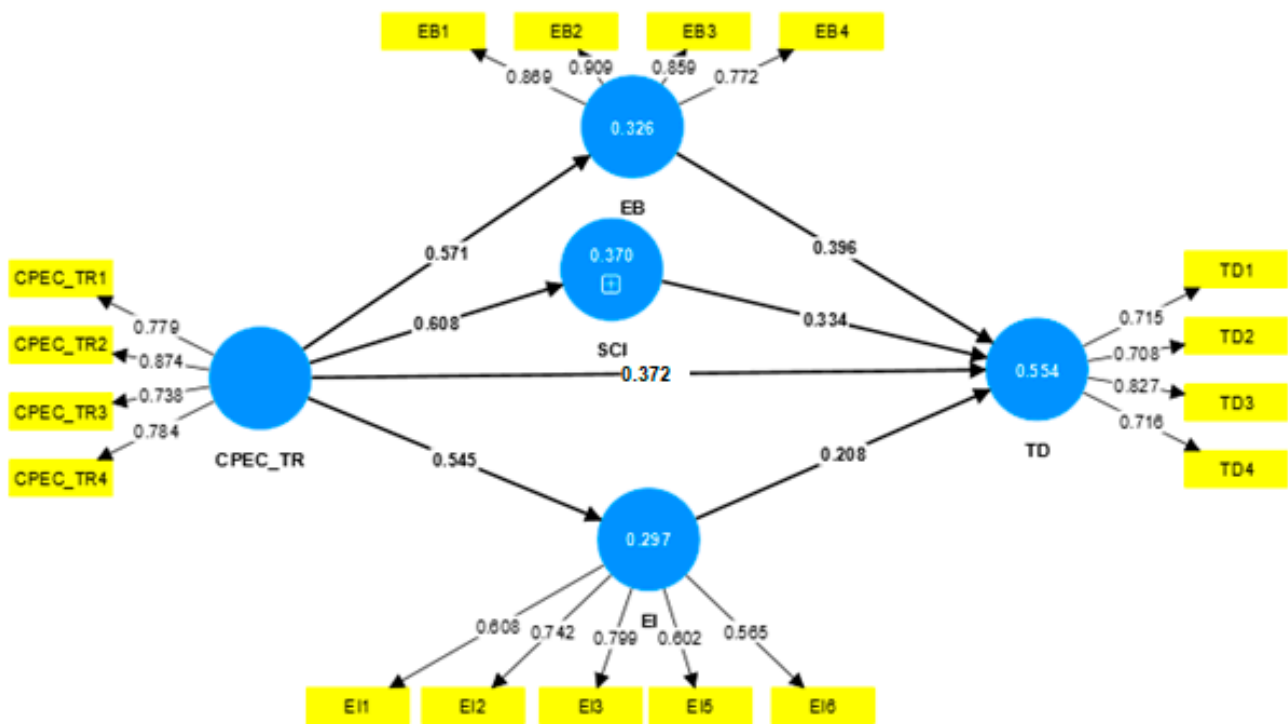 EB1
EB2
EB3
EB4
0.869
0.909
0.859
0.772
0.326
EB
0.571
0.396
0.370
SCI
0.608
0.334
CPEC_TR1
CPEC_TR2
CPEC_TR3
CPEC_TR4
0.779
0.874
0.738
0.784
CPEC_TR
0.372
TD1
TD2
TD3
TD4
0.715
0.708
0.827
0.716
0.554
TD
0.545
0.208
0.297
EI
0.608
0.742
0.799
0.602
0.565
EI1
EI2
EI3
EI5
EI6